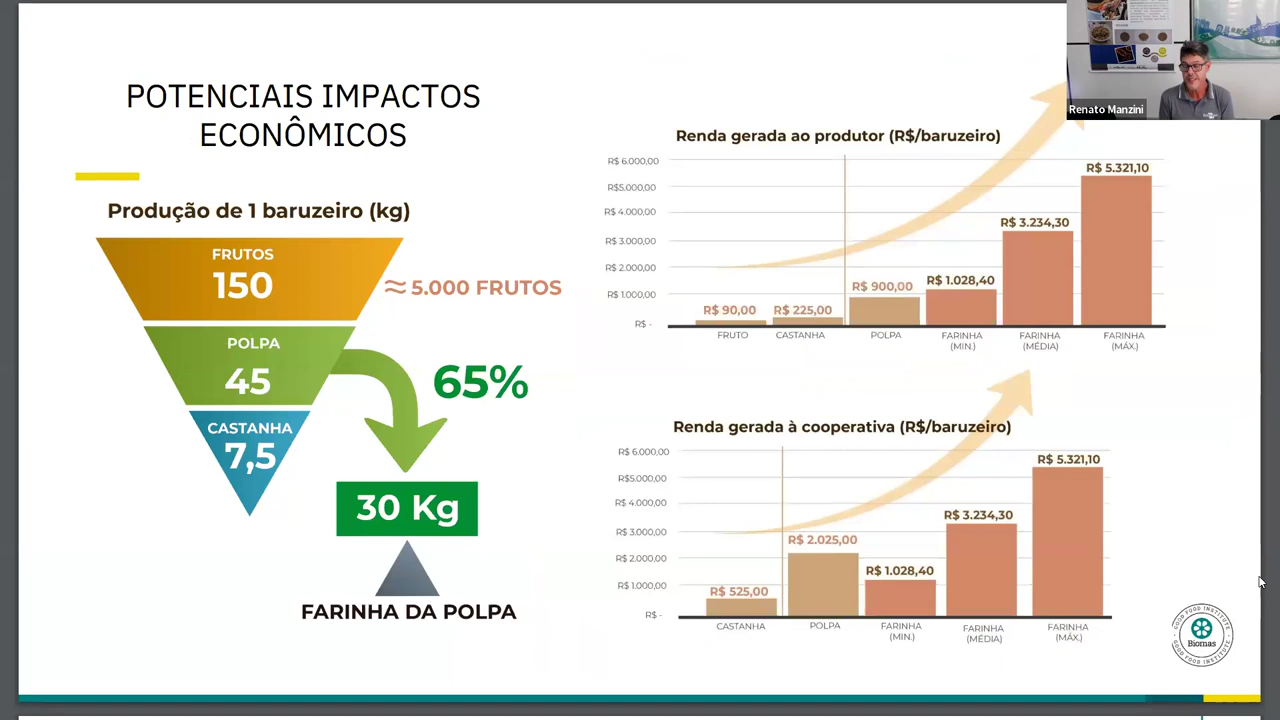 POTENCIAIS IMPACTOS
ECONÔMICOS
Produção de 1 baruzeiro (kg)
FRUTOS
150
≈ 5.000 FRUTOS
POLPA
45
65%
CASTANHA
7,5
30 Kg
FARINHA DA POLPA
Renato Manzini
Renda gerada ao produtor (R$/baruzeiro)
R$ 6.000,00
R$5.000,00
R$ 4.000,00
R$ 3.000,00
R$ 2.000,00
R$ 1.000,00
R$ -
R$ 90,00
R$ 225,00
R$ 900,00
R$ 1.028,40
R$ 3.234,30
R$ 5.321,10
FRUTO
CASTANHA
POLPA
FARINHA
(MIN.)
FARINHA
(MÉDIA)
FARINHA
(MÁX.)
Renda gerada à cooperativa (R$/baruzeiro)
R$ 6.000,00
R$5.000,00
R$ 4.000,00
R$ 3.000,00
R$ 2.000,00
R$ 1.000,00
R$ -
R$ 525,00
R$ 2.025,00
R$ 1.028,40
R$ 3.234,30
R$ 5.321,10
CASTANHA
POLPA
FARINHA
(MIN.)
FARINHA
(MÉDIA)
FARINHA
(MÁX.)
GOOD FOOD INSTITUTE
Biomas
GOOD FOOD INSTITUTE